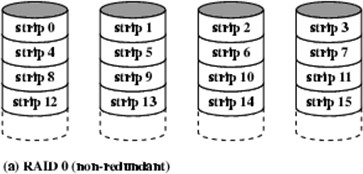 strip 0 strip 1 strip 2 strip 3
strip 4 strip 5 strip 6 strip 7
strip 8 strip 9 strip 10 strip 11
strip 12 strip 13 strip 14 strip 15
(a) RAID 0 (non-redundant)